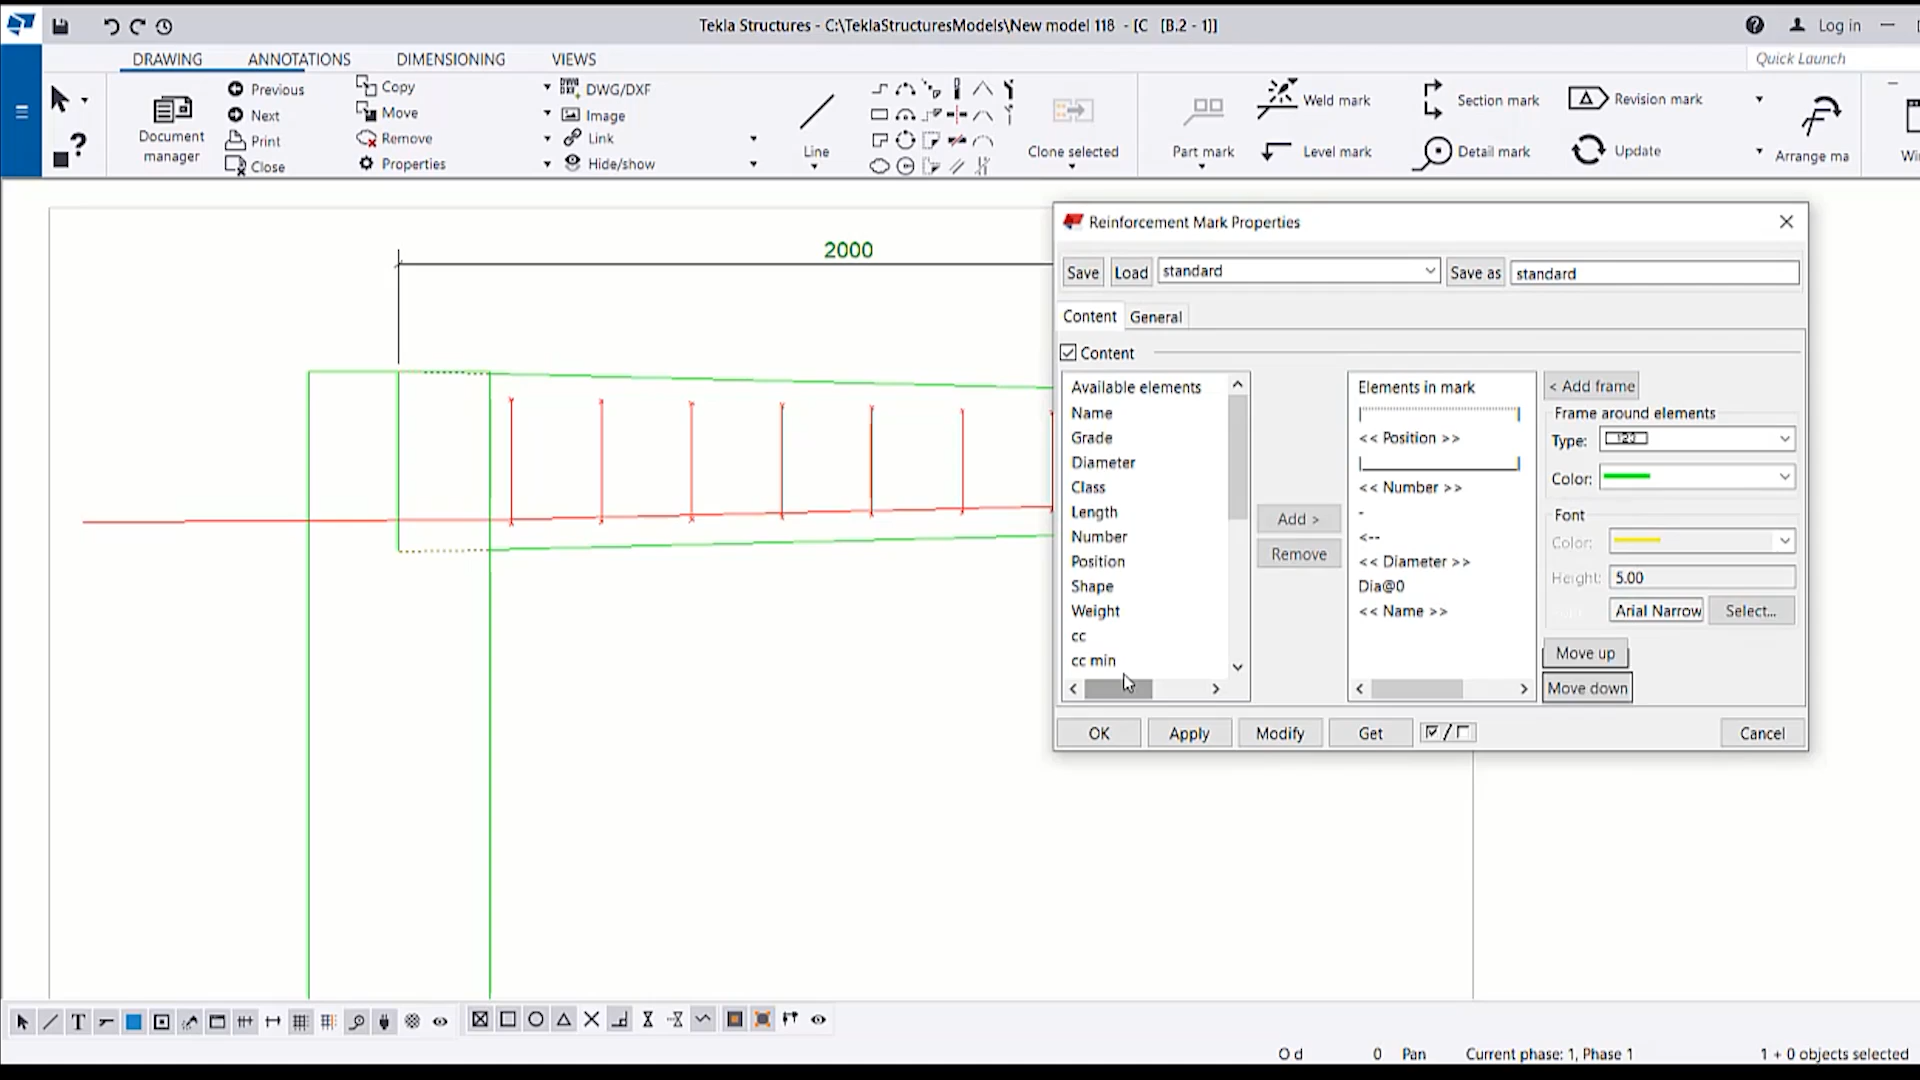 Tekla Structures - C:\TeklaStructuresModels\New model 118 - [C [B.2 - 1]]
Log in
DRAWING ANNOTATIONS DIMENSIONING VIEWS
Quick Launch
Document manager
Previous
Next
Print
Close
Copy
Move
Remove
Properties
DWG/DXF
Image
Link
Hide/show
Line
Clone selected
Part mark
Weld mark
Level mark
Section mark
Detail mark
Revision mark
Update
Arrange ma
2000
Reinforcement Mark Properties
Save Load standard Save as standard
Content General
Content
Available elements
Name
Grade
Diameter
Class
Length
Number
Position
Shape
Weight
cc
cc min
Add >
Remove
Elements in mark
<< Position >>
<< Number >>
-
<--
<< Diameter >>
Dia@0
<< Name >>
< Add frame
Frame around elements
Type: 123
Color:
Font
Color:
Height: 5.00
Arial Narrow Select...
Move up
Move down
OK Apply Modify Get Cancel
O d 0 Pan Current phase: 1, Phase 1 1 + 0 objects selected